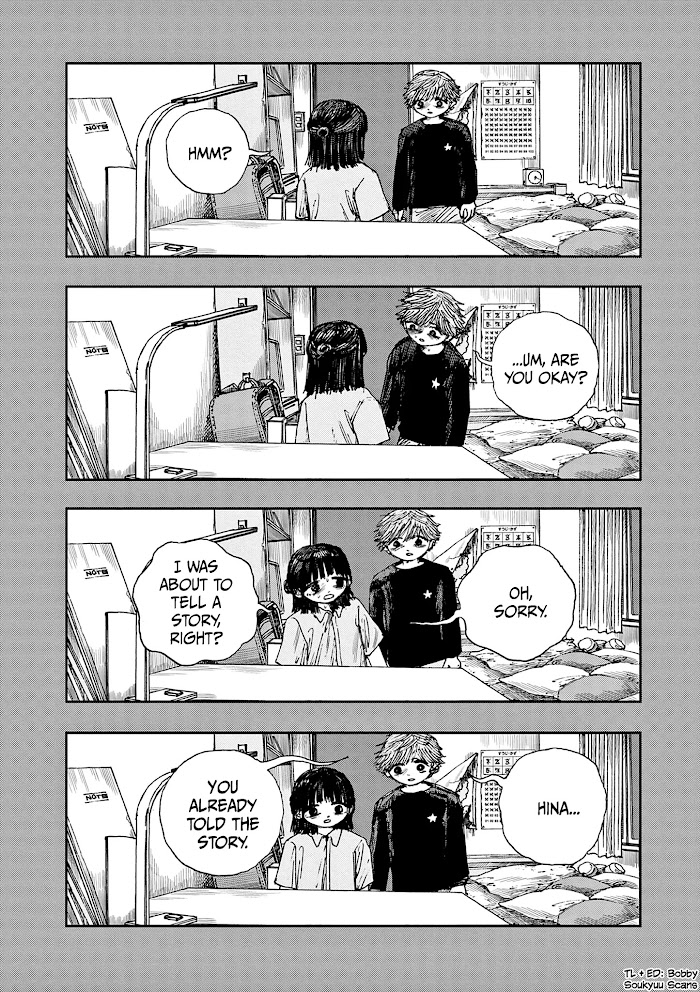 NOTE
HMM?
NOTE
...UM, ARE
YOU OKAY?
NOTE
OH,
SORRY.
I WAS
ABOUT TO
TELL A
STORY,
RIGHT?
NOTE
HINA...
YOU
ALREADY
TOLD THE
STORY.
TL + ED: Bobby
Soukyuu Scans